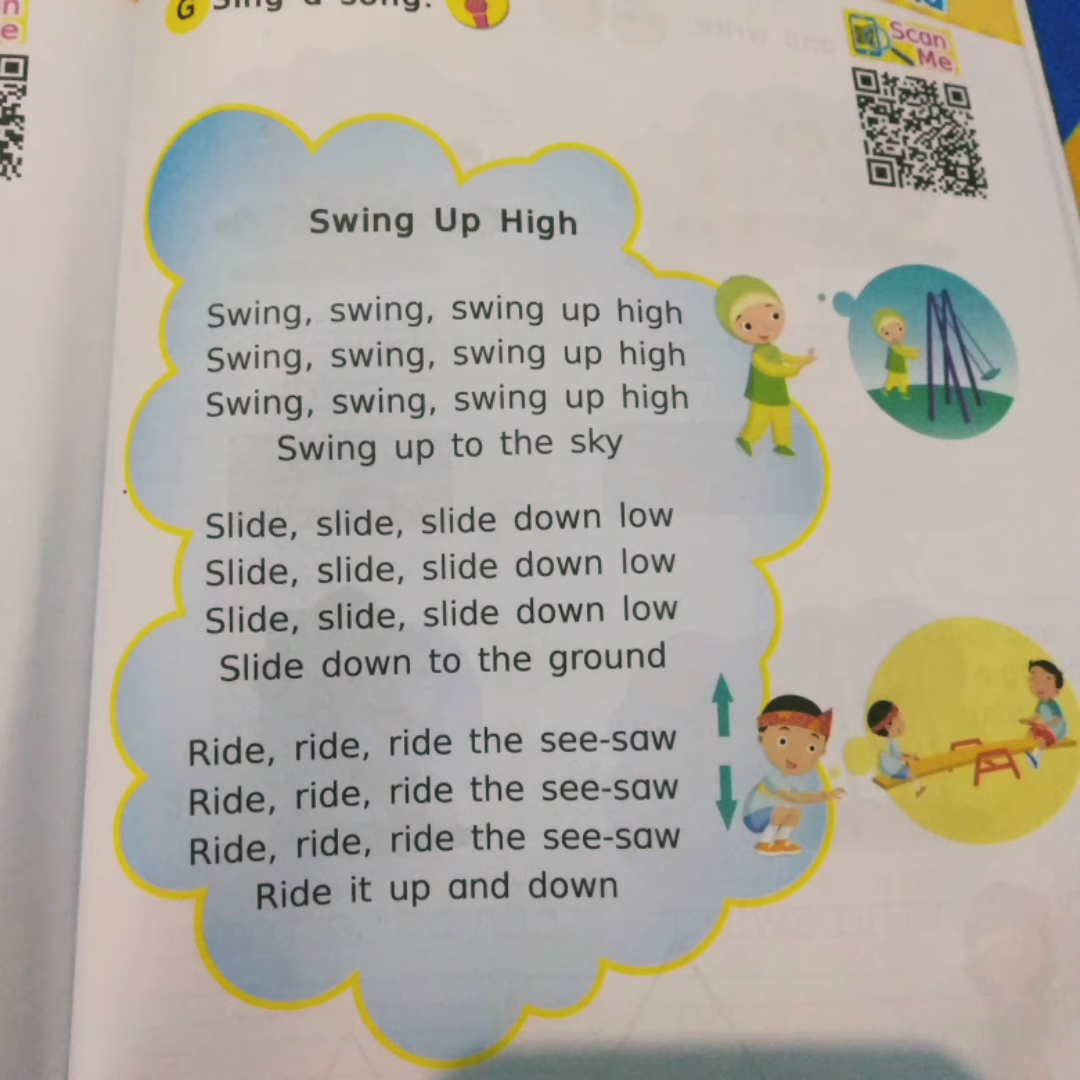 G Sing a song.
Scan
Me
Swing Up High
Swing, swing, swing up high
Swing, swing, swing up high
Swing, swing, swing up high
Swing up to the sky
Slide, slide, slide down low
Slide, slide, slide down low
Slide, slide, slide down low
Slide down to the ground
Ride, ride, ride the see-saw
Ride, ride, ride the see-saw
Ride, ride, ride the see-saw
Ride it up and down